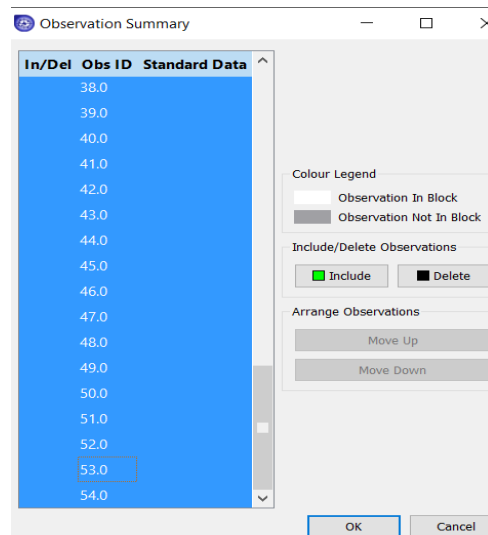 Observation Summary
In/Del Obs ID Standard Data
38.0
39.0
40.0
41.0
42.0
43.0
44.0
45.0
46.0
47.0
48.0
49.0
50.0
51.0
52.0
53.0
54.0
Colour Legend
Observation In Block
Observation Not In Block
Include/Delete Observations
Include Delete
Arrange Observations
Move Up
Move Down
OK Cancel